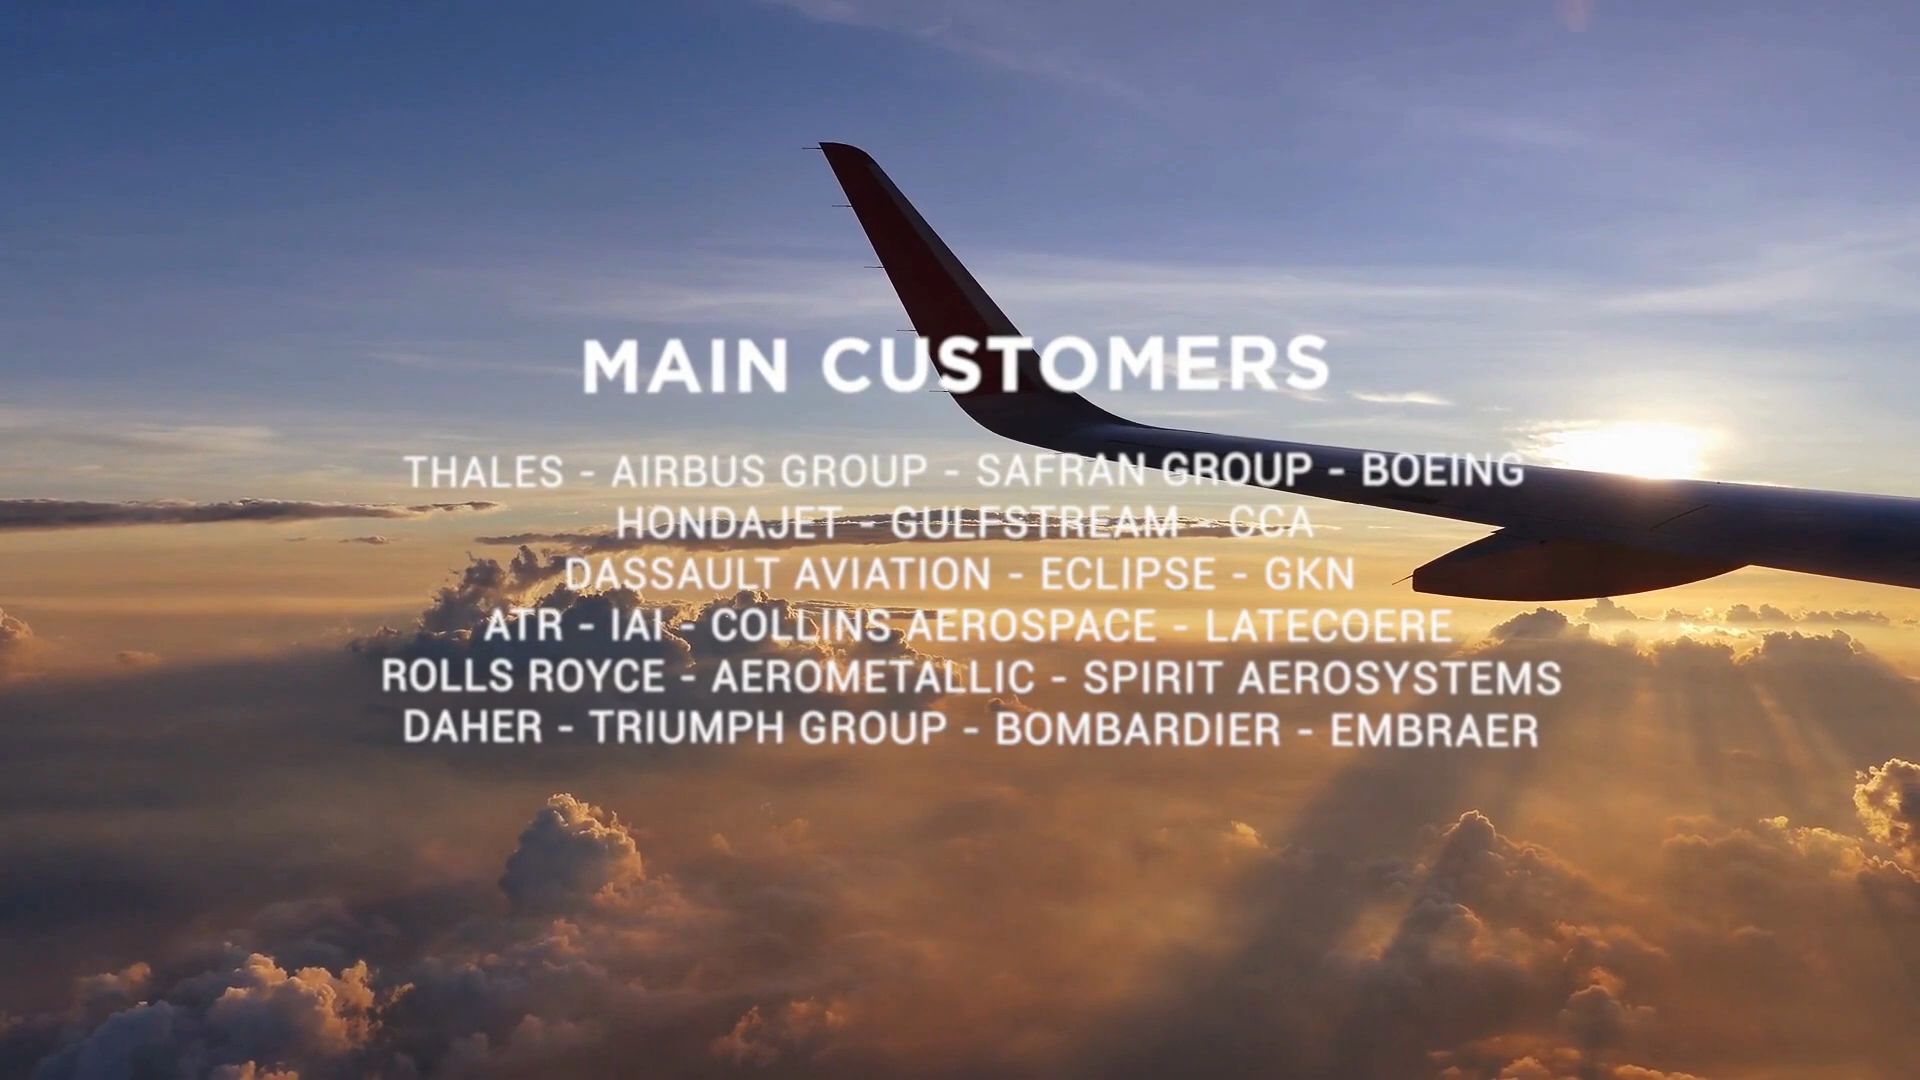 MAIN CUSTOMERS
THALES - AIRBUS GROUP - SAFRAN GROUP - BOEING
HONDAJET - GULFSTREAM - CCA
DASSAULT AVIATION - ECLIPSE - GKN
ATR - IAI - COLLINS AEROSPACE - LATECOERE
ROLLS ROYCE - AEROMETALLIC - SPIRIT AEROSYSTEMS
DAHER - TRIUMPH GROUP - BOMBARDIER - EMBRAER